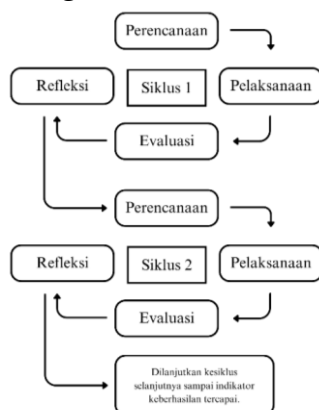 Perencanaan
Refleksi
Siklus 1
Pelaksanaan
Evaluasi
Perencanaan
Refleksi
Siklus 2
Pelaksanaan
Evaluasi
Dilanjutkan kesiklus
selanjutnya sampai indikator
keberhasilan tercapai.